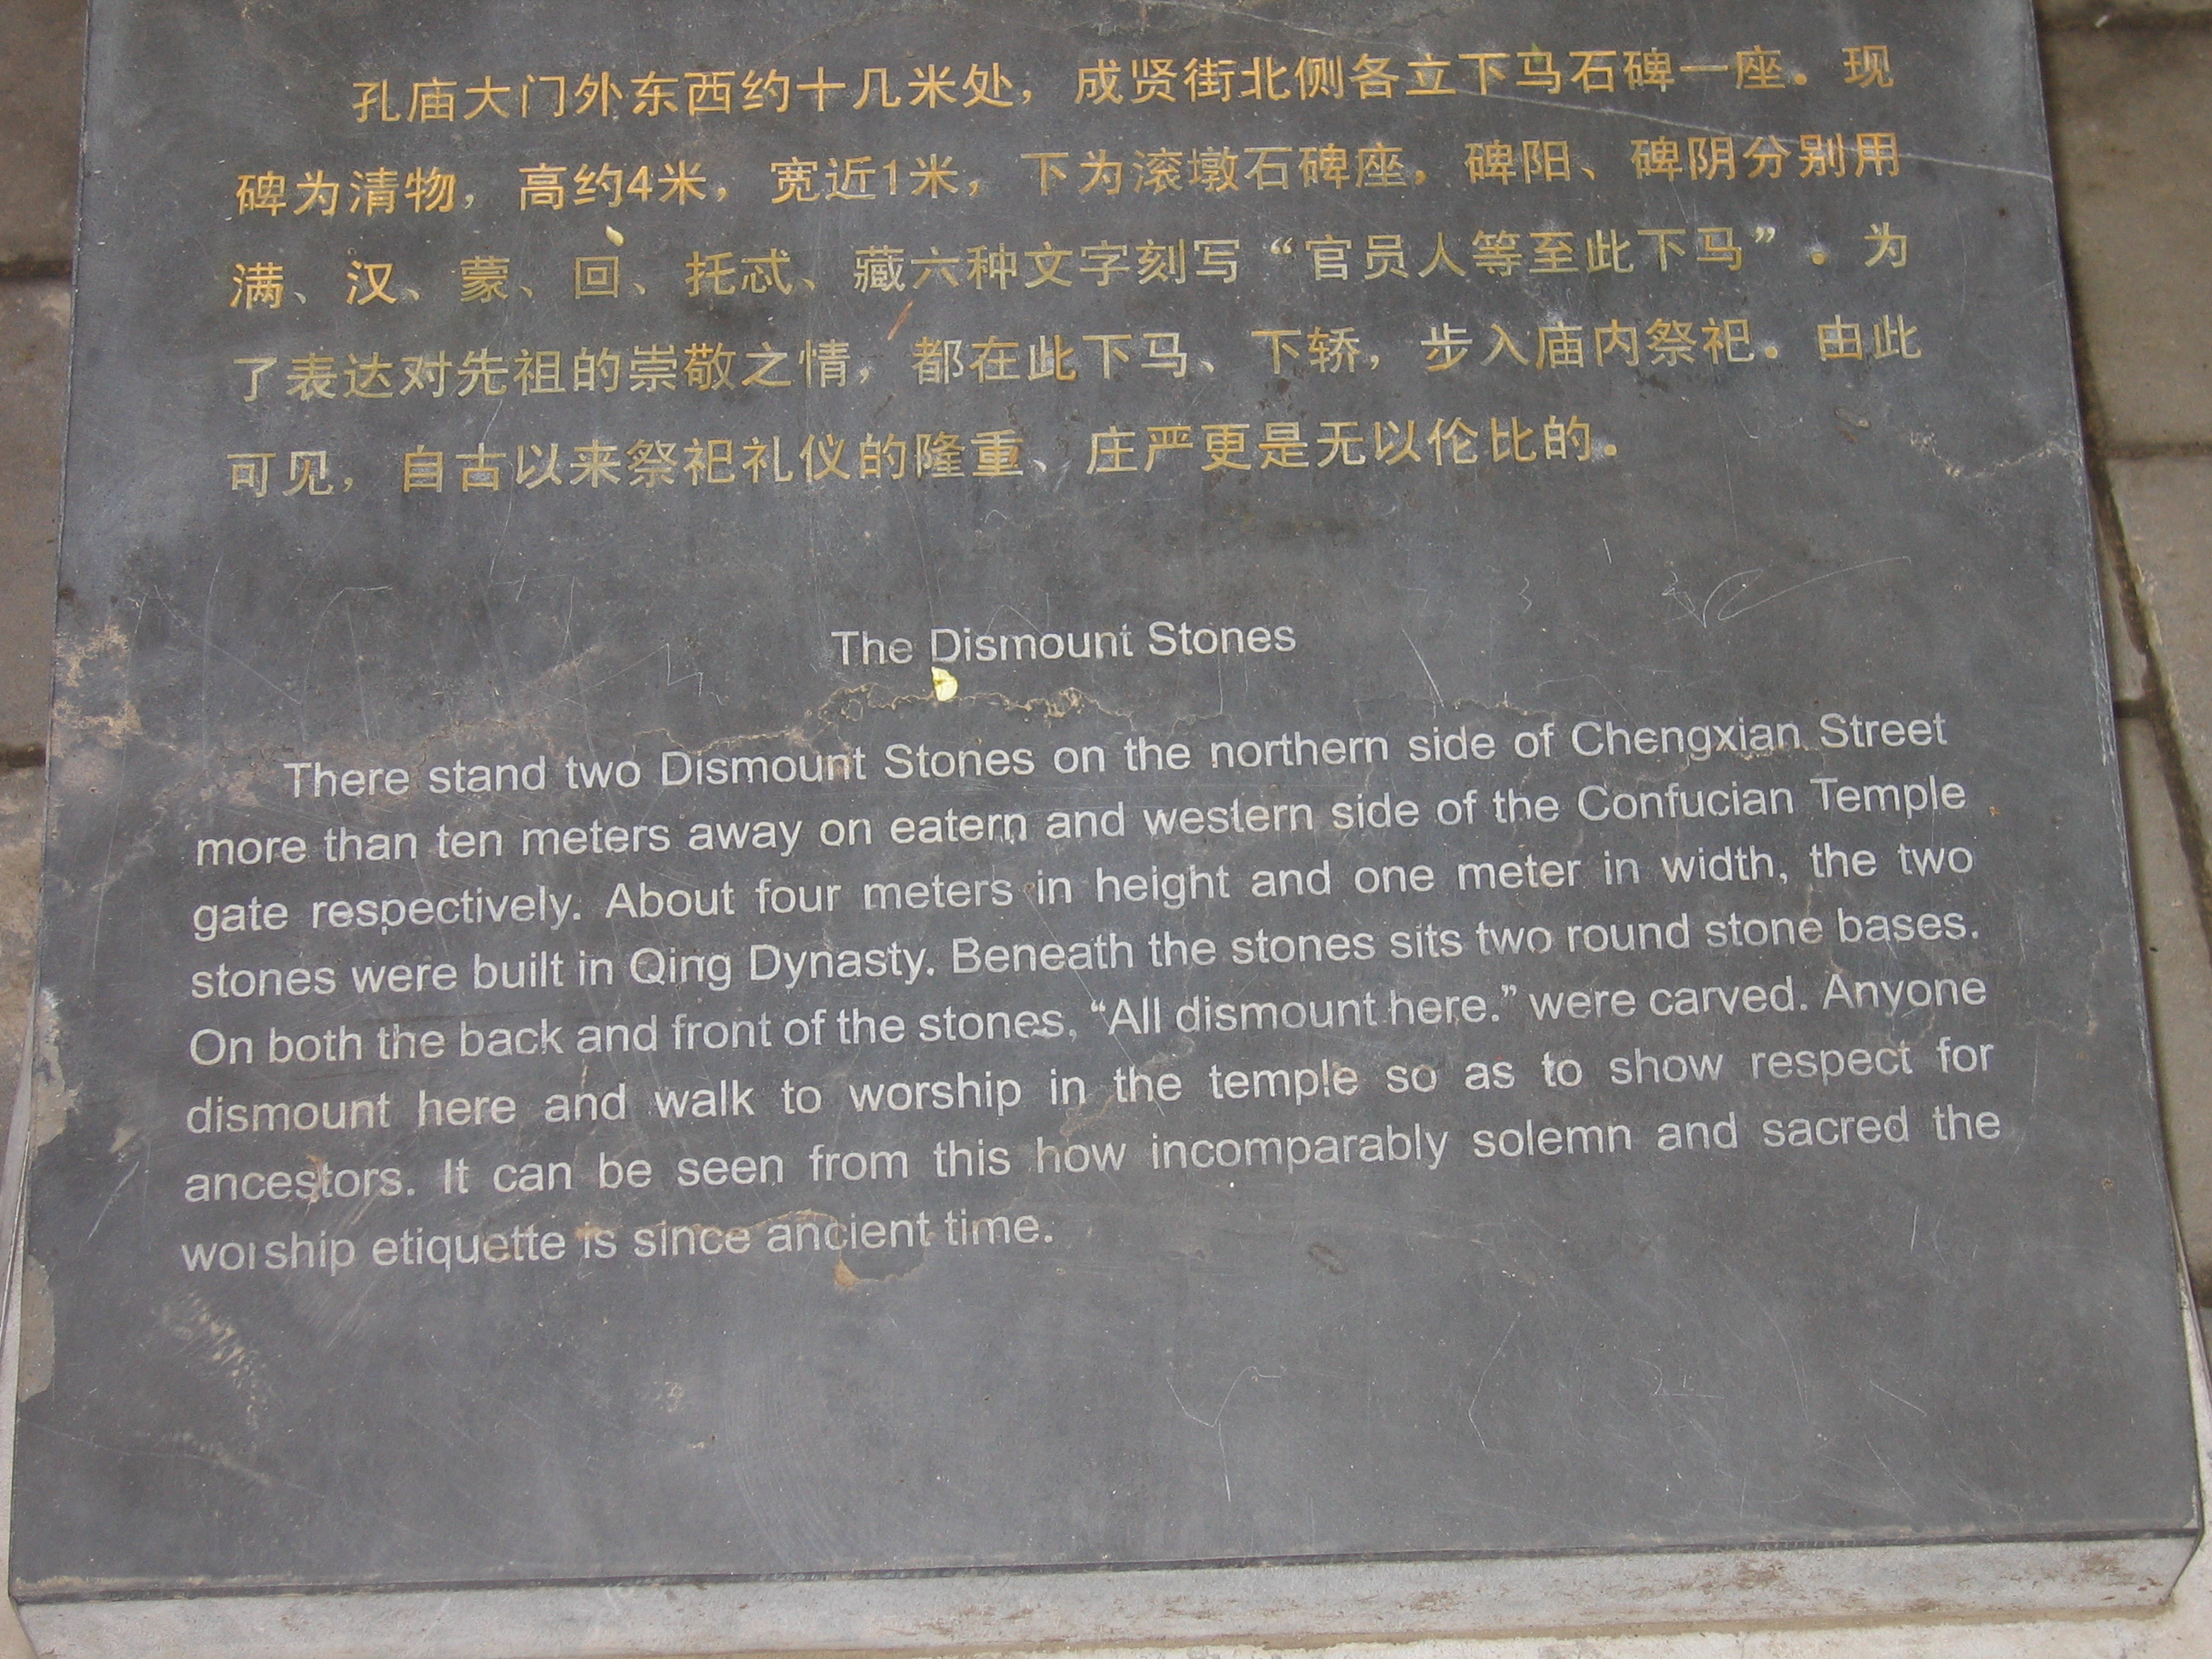 孔庙大门外东西约十几米处，成贤街北侧各立下马石碑一座。现
碑为清物，高约4米，宽近1米，下为滚墩石碑座，碑阳、碑阴分别用
满、汉、蒙、回、托忒、藏六种文字刻写“官员人等至此下马”。为
了表达对先祖的崇敬之情，都在此下马、下轿，步入庙内祭祀。由此
可见，自古以来祭祀礼仪的隆重、庄严更是无以伦比的。
The Dismount Stones
There stand two Dismount Stones on the northern side of Chengxian Street
more than ten meters away on eatern and western side of the Confucian Temple
gate respectively. About four meters in height and one meter in width, the two
stones were built in Qing Dynasty. Beneath the stones sits two round stone bases.
On both the back and front of the stones, “All dismount here.” were carved. Anyone
dismount here and walk to worship in the temple so as to show respect for
ancestors. It can be seen from this how incomparably solemn and sacred the
worship etiquette is since ancient time.